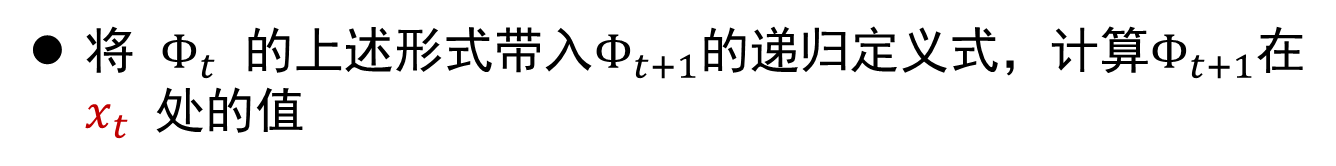 ● 将 Φ_t 的上述形式带入Φ_{t+1}的递归定义式，计算Φ_{t+1}在
x_t 处的值